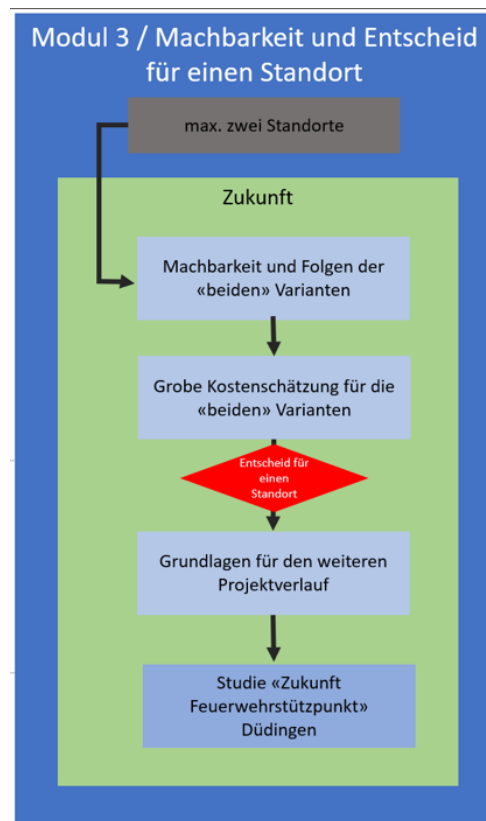 Modul 3 / Machbarkeit und Entscheid
für einen Standort
max. zwei Standorte
Zukunft
Machbarkeit und Folgen der
«beiden» Varianten
Grobe Kostenschätzung für die
«beiden» Varianten
Entscheid für
einen
Standort
Grundlagen für den weiteren
Projektverlauf
Studie «Zukunft
Feuerwehrstützpunkt»
Düdingen